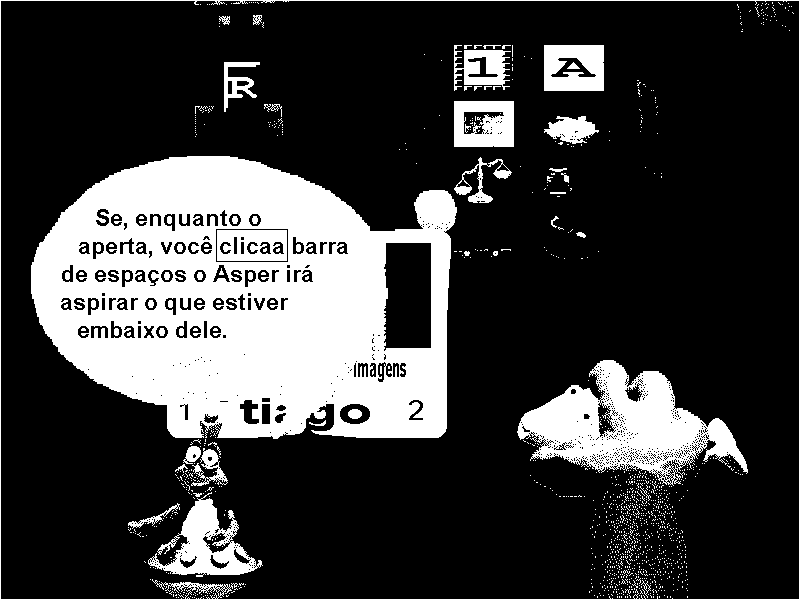 R
1 A
Se, enquanto o
aperta, você clicaa barra
de espaços o Asper irá
aspirar o que estiver
embaixo dele.
imagens
1 tiago 2